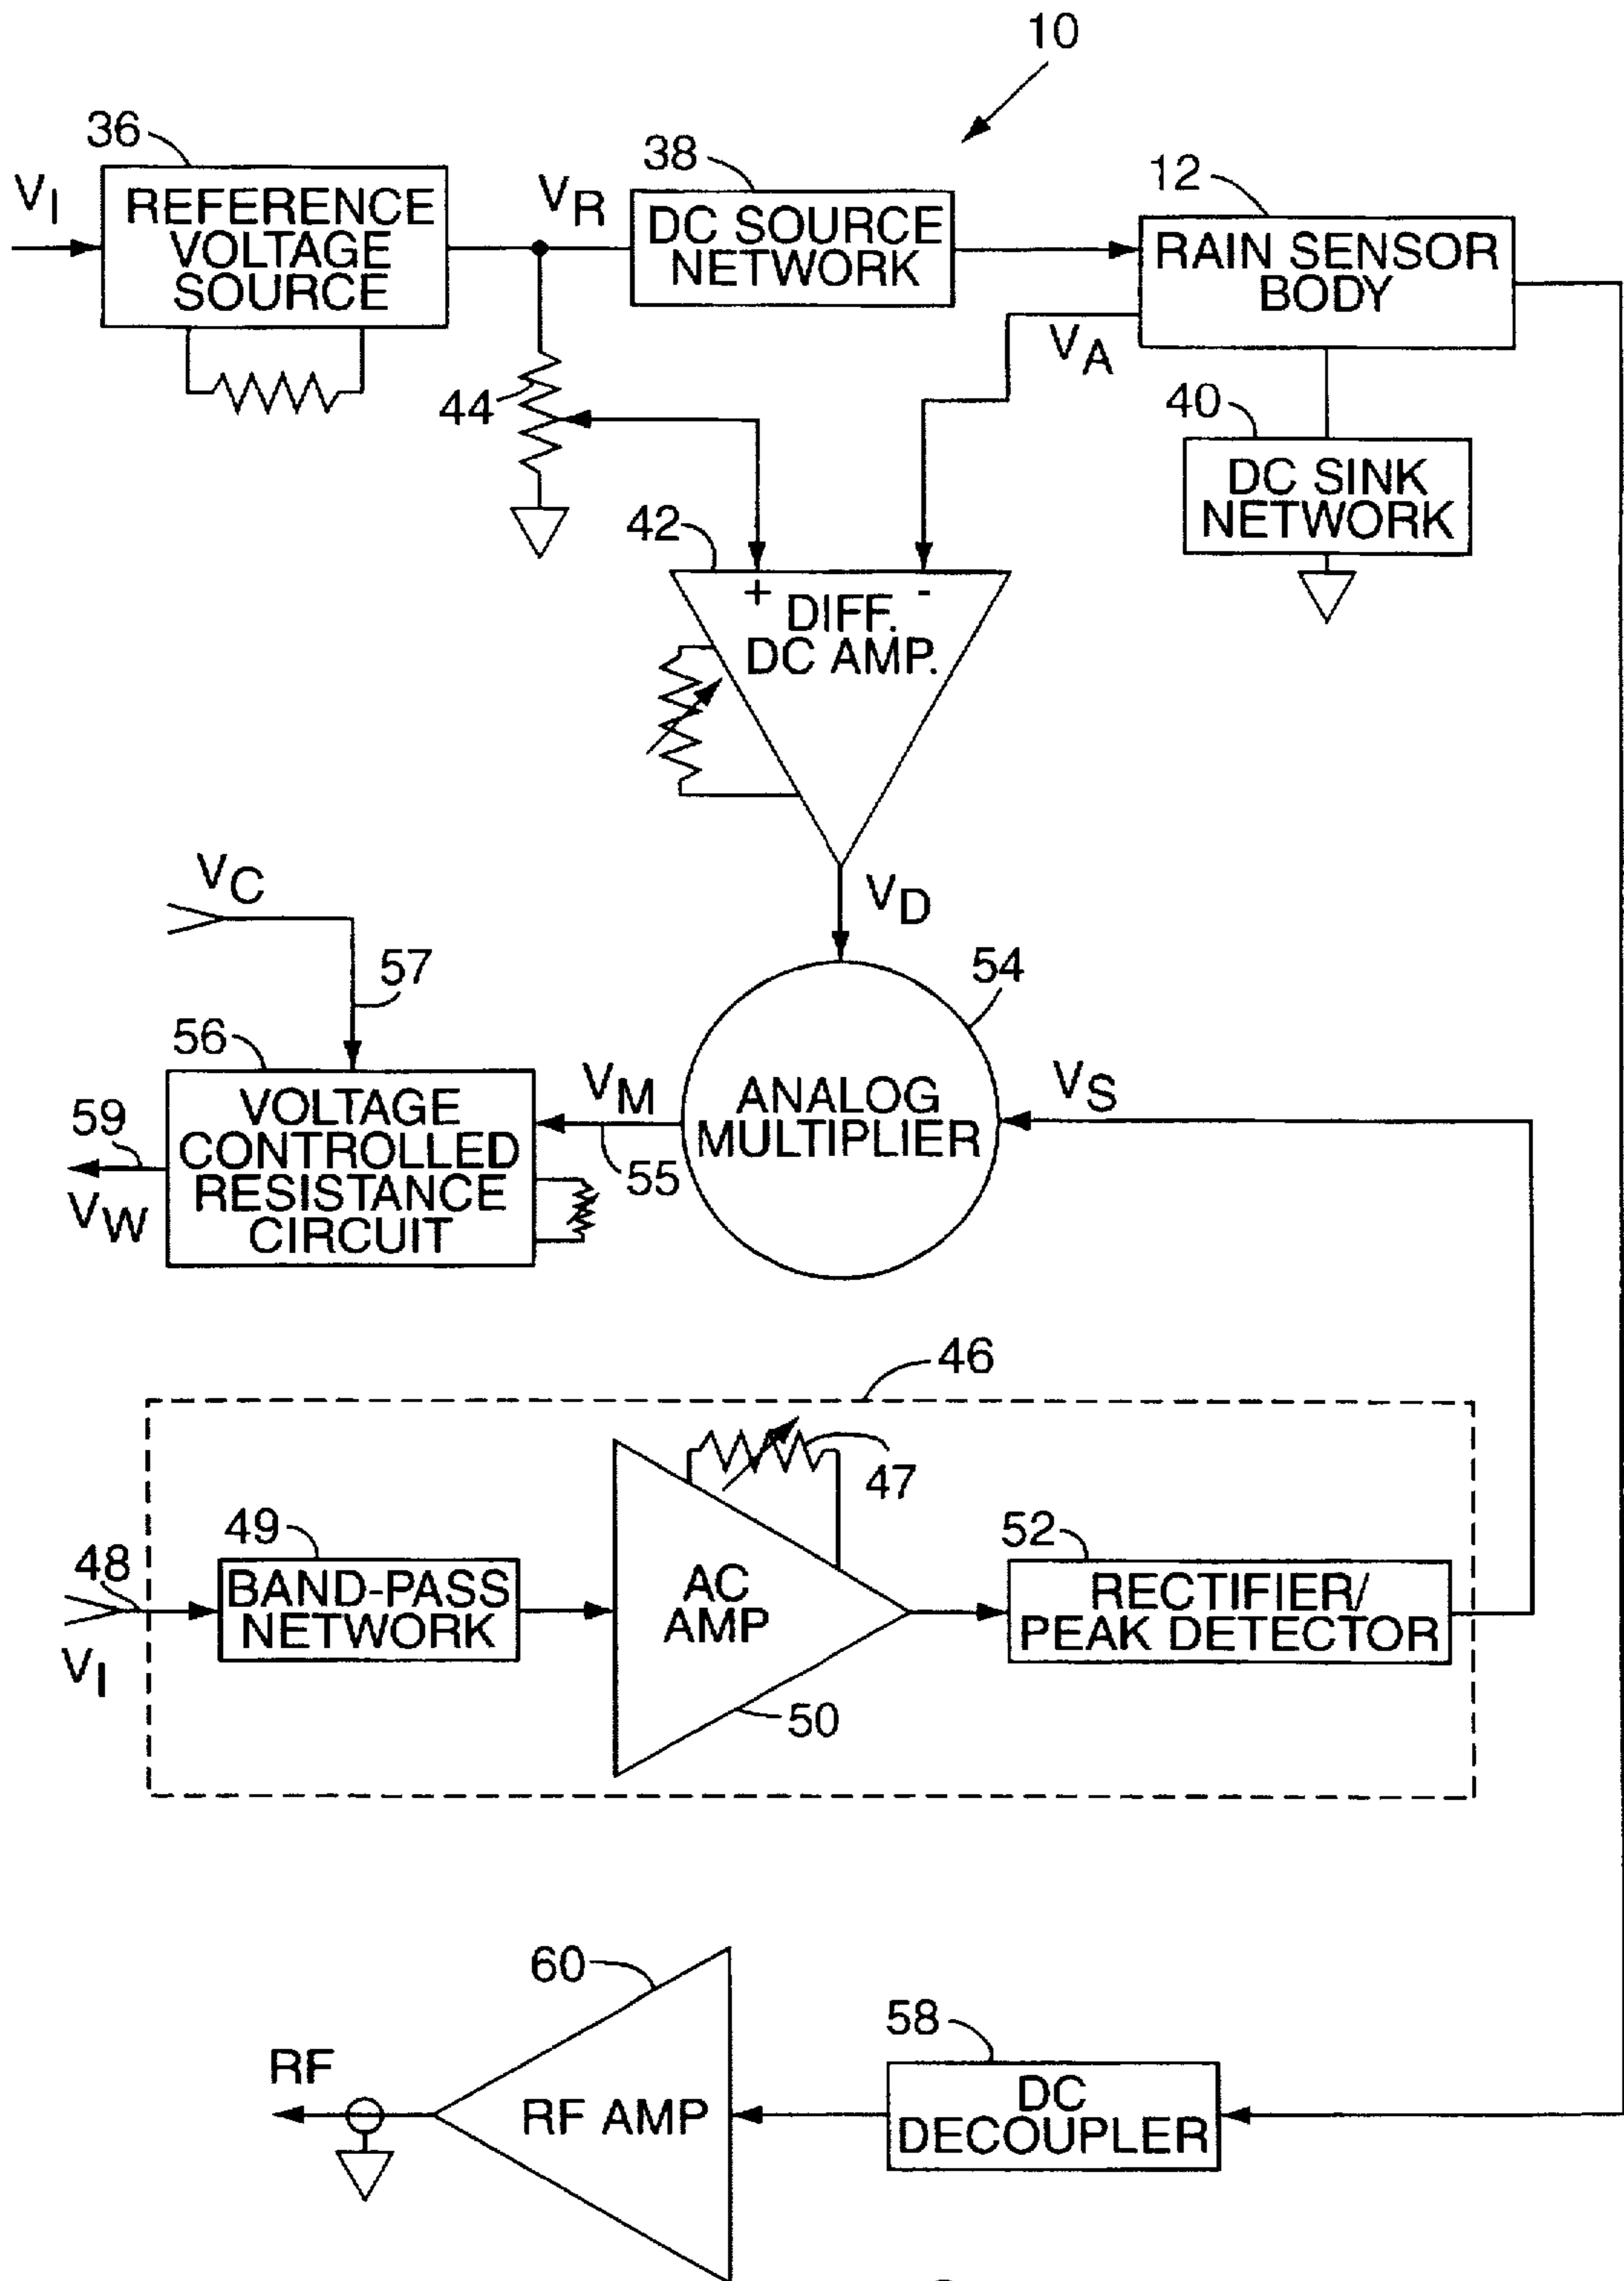 10
36
38
12
VI
REFERENCE
VOLTAGE
SOURCE
VR
DC SOURCE
NETWORK
RAIN SENSOR
BODY
VA
44
40
DC SINK
NETWORK
42
+
-
DIFF.
DC AMP.
VC
VD
57
54
56
VOLTAGE
CONTROLLED
RESISTANCE
CIRCUIT
VM
ANALOG
MULTIPLIER
VS
59
VW
55
46
47
49
52
48
BAND-PASS
NETWORK
AC
AMP
RECTIFIER/
PEAK DETECTOR
VI
50
60
58
RF
RF AMP
DC
DECOUPLER